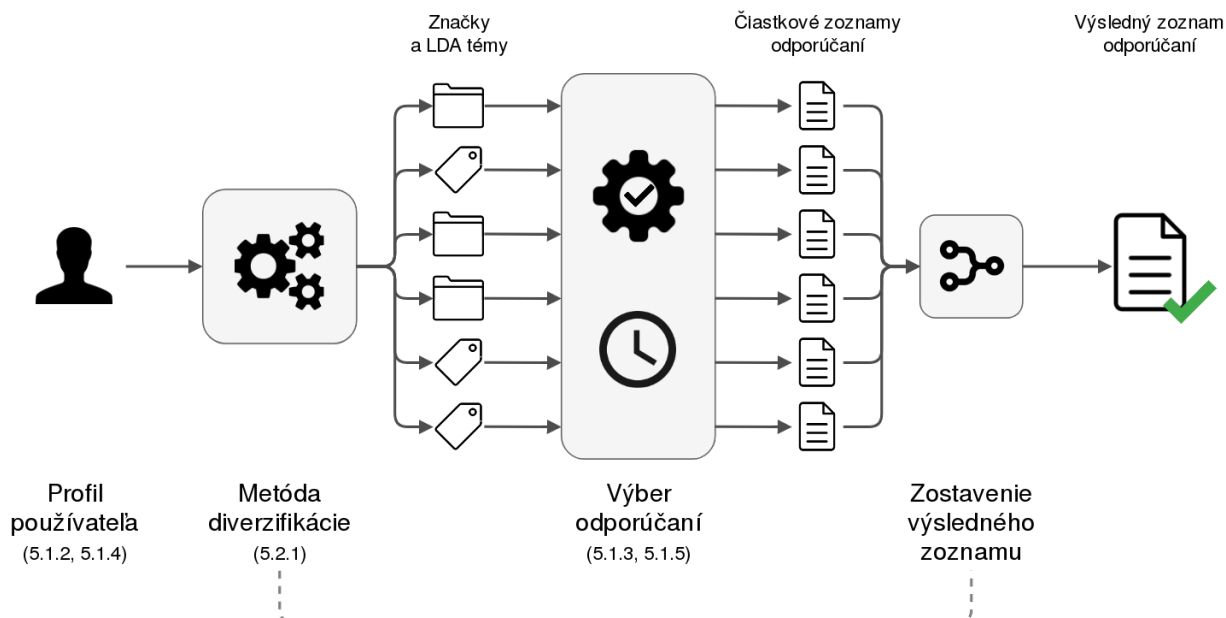 Značky
a LDA témy
Čiastkové zoznamy
odporúčaní
Výsledný zoznam
odporúčaní
Profil
používateľa
(5.1.2, 5.1.4)
Metóda
diverzifikácie
(5.2.1)
Výber
odporúčaní
(5.1.3, 5.1.5)
Zostavenie
výsledného
zoznamu